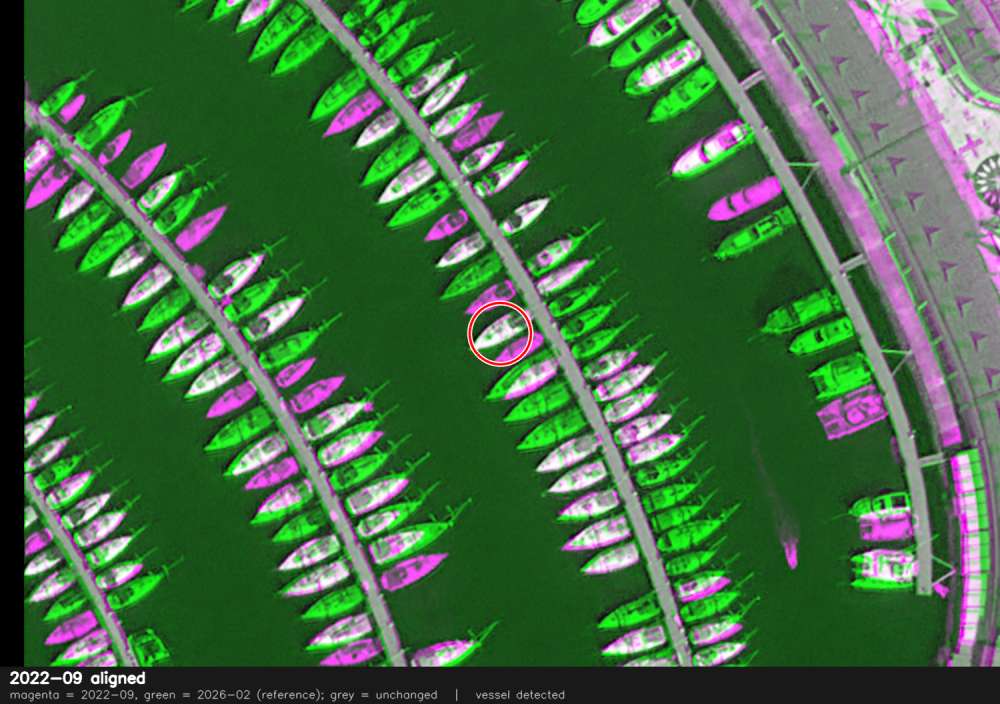 2022-09 aligned
magenta = 2022-09, green = 2026-02 (reference); grey = unchanged | vessel detected